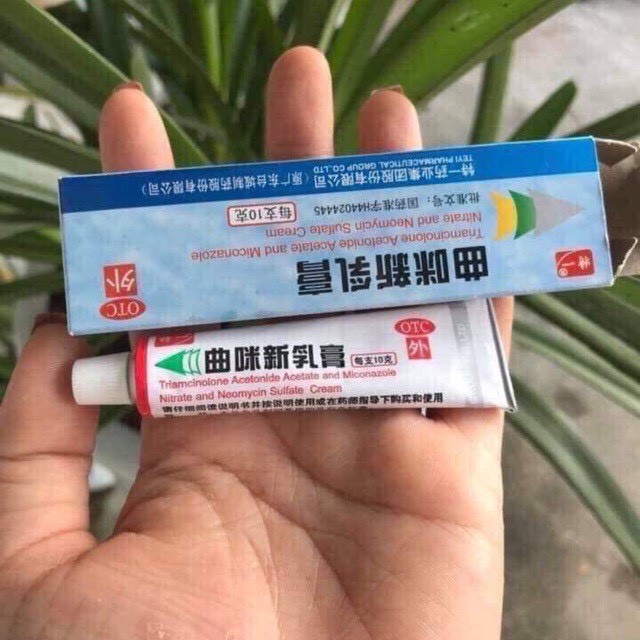 OTC
外
特一
曲咪新乳膏
Triamcinolone Acetonide Acetate and Miconazole
Nitrate and Neomycin Sulfate Cream
批准文号：国药准字H44024445
每支10克
特一药业集团股份有限公司（原广东台城制药股份有限公司）
TEYI PHARMACEUTICAL GROUP CO.,LTD
OTC
外
曲咪新乳膏
每支10克
Triamcinolone Acetonide Acetate and Miconazole
Nitrate and Neomycin Sulfate Cream
请仔细阅读说明书并按说明使用或在药师指导下购买和使用